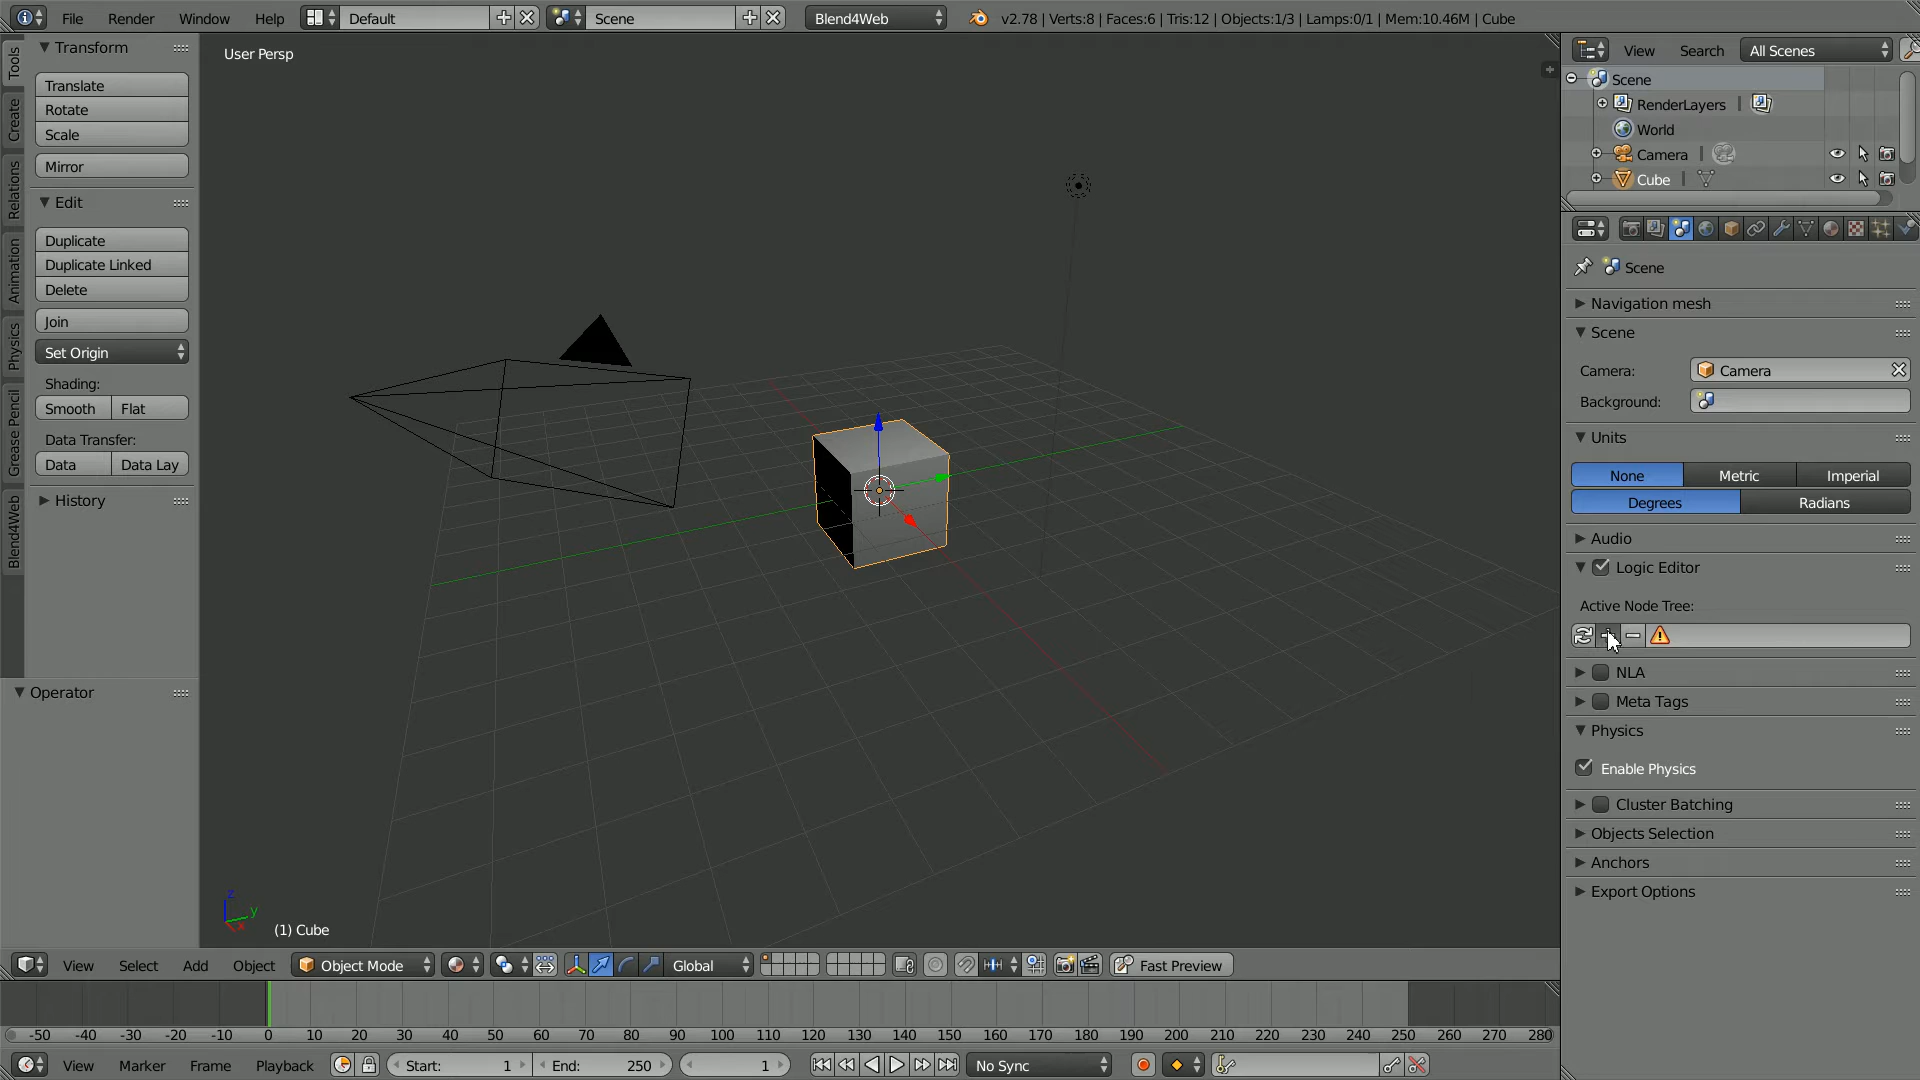 File Render Window Help Default Scene Blend4Web v2.78 | Verts:8 | Faces:6 | Tris:12 | Objects:1/3 | Lamps:0/1 | Mem:10.46M | Cube
Tools
Create
Relations
Animation
Physics
Grease Pencil
Blend4Web
Transform
Translate
Rotate
Scale
Mirror
Edit
Duplicate
Duplicate Linked
Delete
Join
Set Origin
Shading:
Smooth Flat
Data Transfer:
Data Data Lay
History
Operator
User Persp
z
y
x
(1) Cube
View Search All Scenes
Scene
RenderLayers |
World
Camera |
Cube |
Scene
Navigation mesh
Scene
Camera: Camera
Background:
Units
None Metric Imperial
Degrees Radians
Audio
Logic Editor
Active Node Tree:
NLA
Meta Tags
Physics
Enable Physics
Cluster Batching
Objects Selection
Anchors
Export Options
View Select Add Object Object Mode Global Fast Preview
-50 -40 -30 -20 -10 0 10 20 30 40 50 60 70 80 90 100 110 120 130 140 150 160 170 180 190 200 210 220 230 240 250 260 270 280
View Marker Frame Playback Start: 1 End: 250 1 No Sync